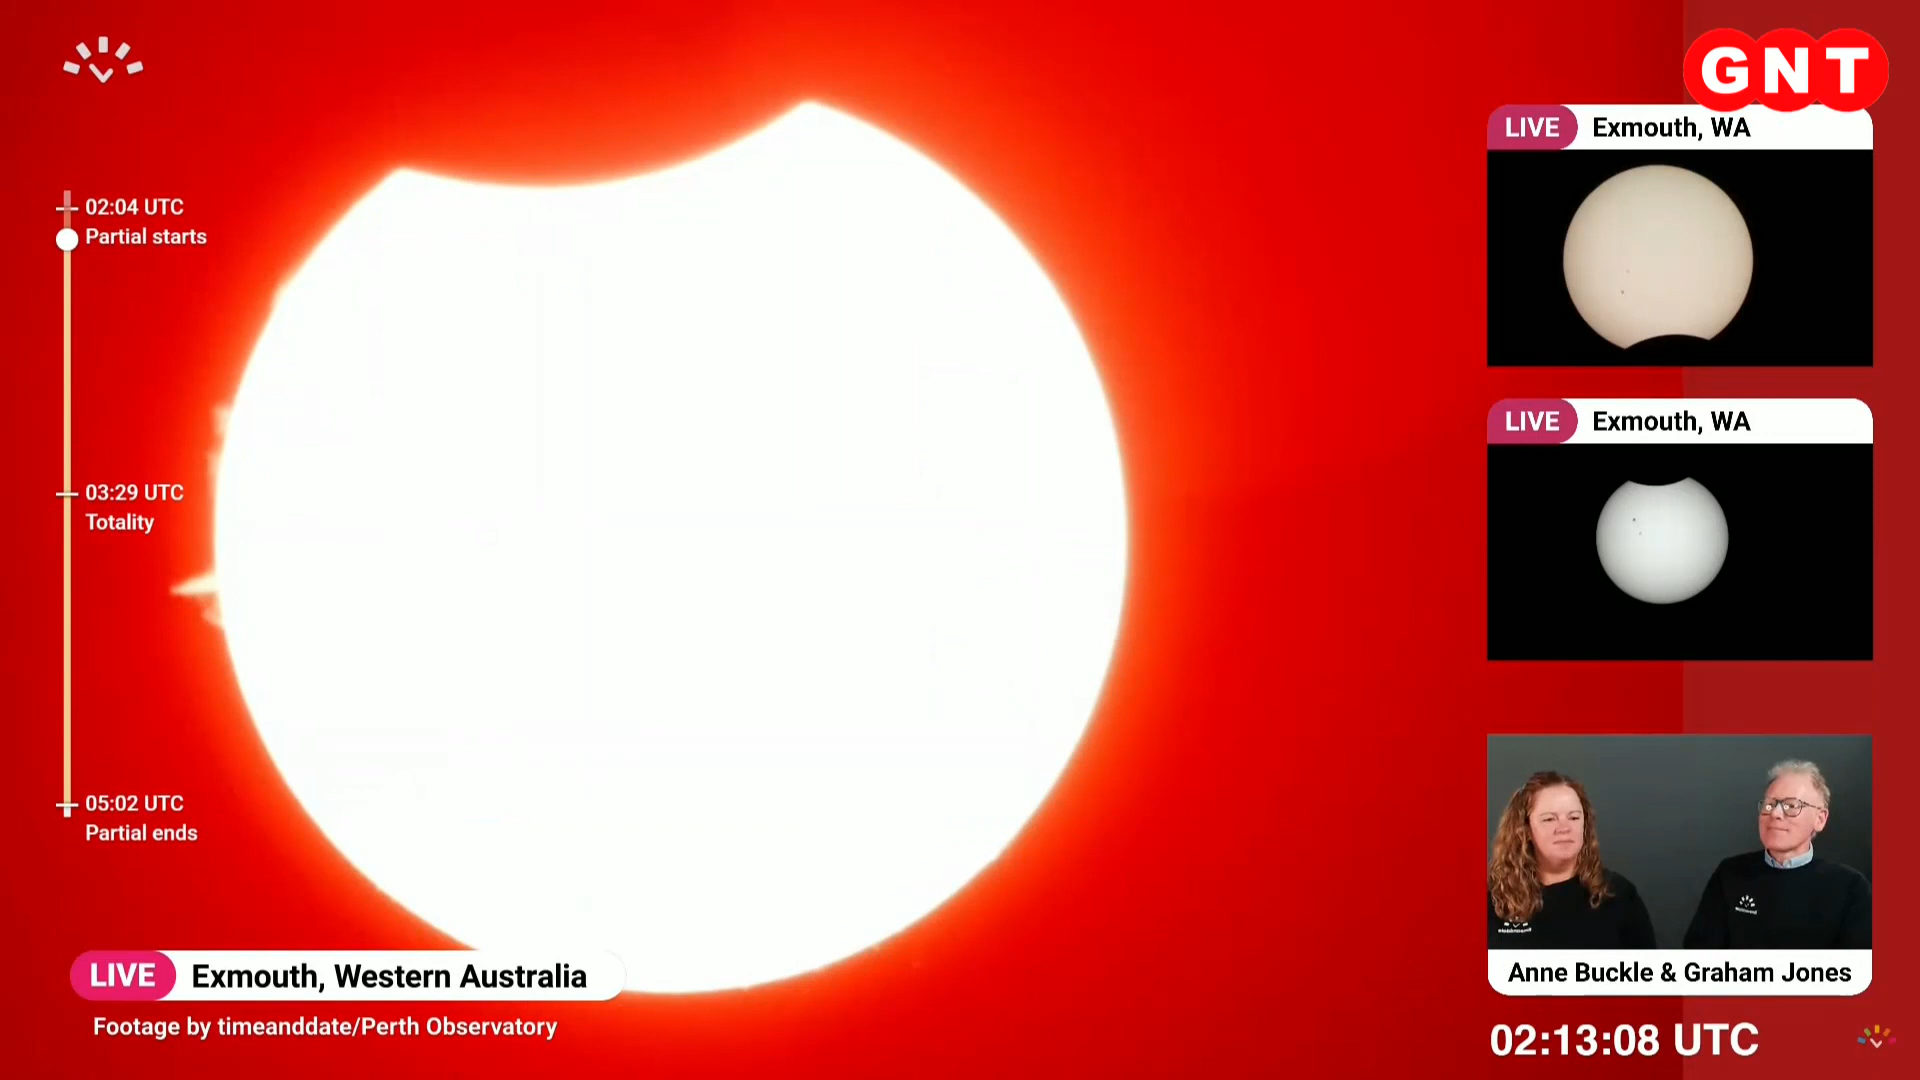 GNT
LIVE Exmouth, WA
02:04 UTC
Partial starts
LIVE Exmouth, WA
03:29 UTC
Totality
05:02 UTC
Partial ends
LIVE Exmouth, Western Australia
Anne Buckle & Graham Jones
Footage by timeanddate/Perth Observatory
02:13:08 UTC